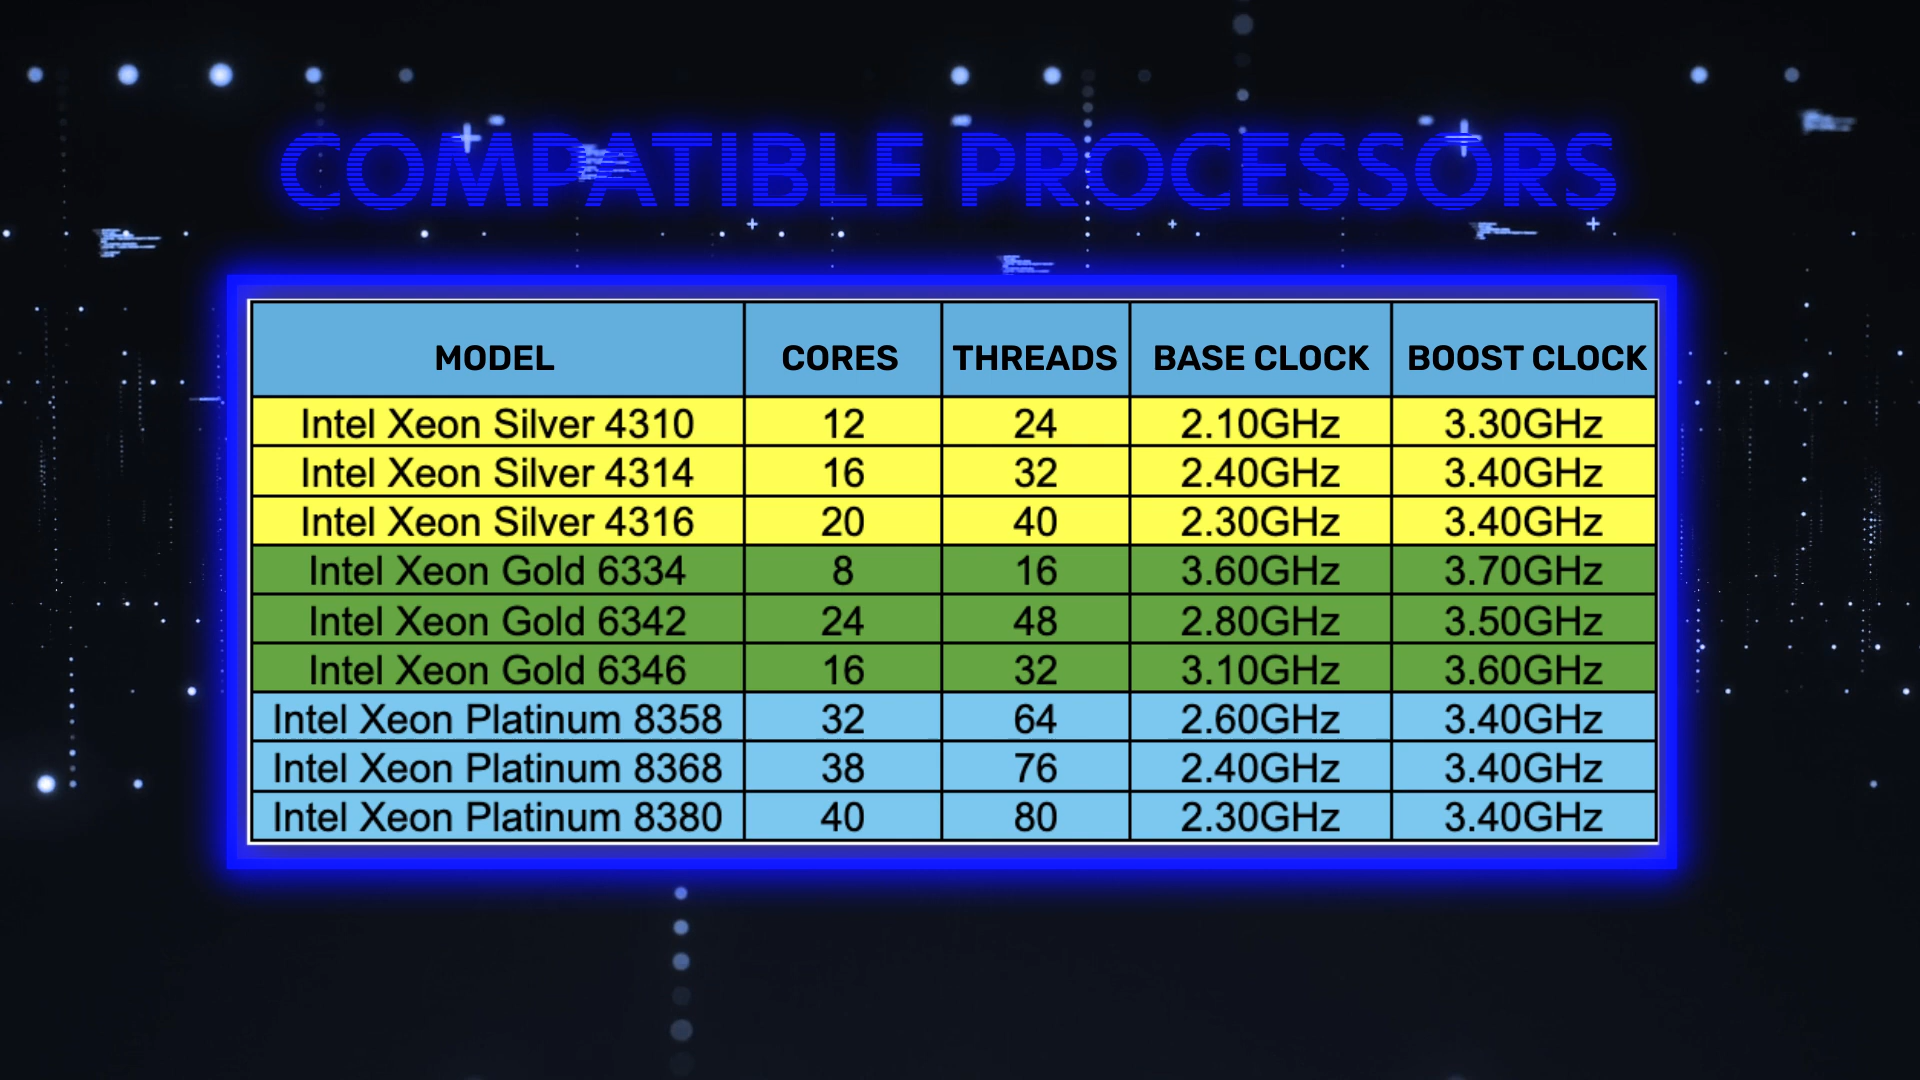 COMPATIBLE PROCESSORS
MODEL CORES THREADS BASE CLOCK BOOST CLOCK
Intel Xeon Silver 4310 12 24 2.10GHz 3.30GHz
Intel Xeon Silver 4314 16 32 2.40GHz 3.40GHz
Intel Xeon Silver 4316 20 40 2.30GHz 3.40GHz
Intel Xeon Gold 6334 8 16 3.60GHz 3.70GHz
Intel Xeon Gold 6342 24 48 2.80GHz 3.50GHz
Intel Xeon Gold 6346 16 32 3.10GHz 3.60GHz
Intel Xeon Platinum 8358 32 64 2.60GHz 3.40GHz
Intel Xeon Platinum 8368 38 76 2.40GHz 3.40GHz
Intel Xeon Platinum 8380 40 80 2.30GHz 3.40GHz